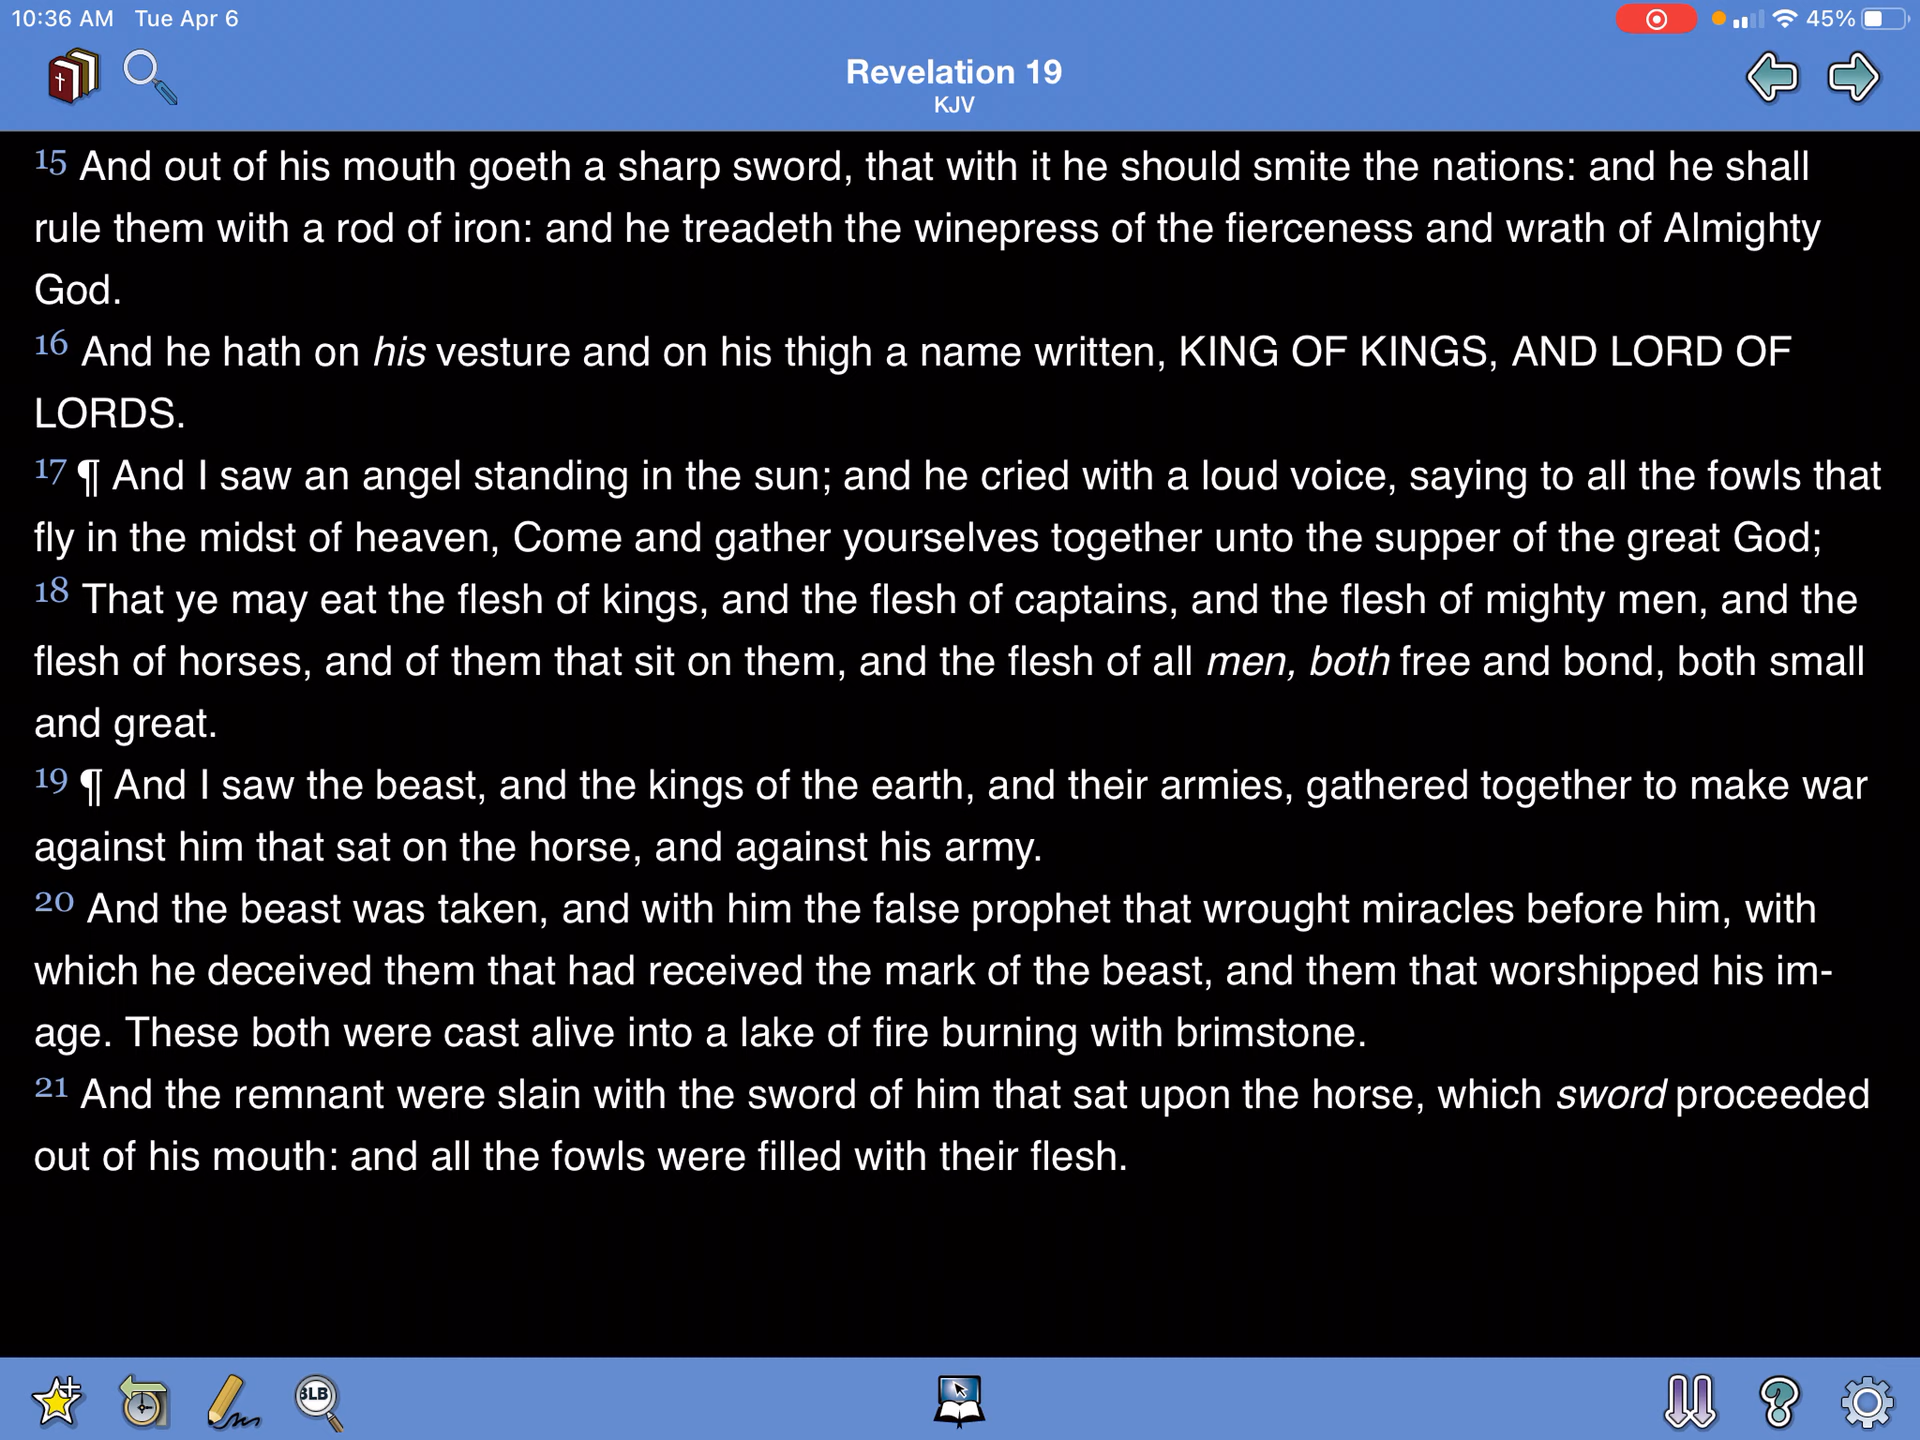 10:36 AM Tue Apr 6
45%
Revelation 19
KJV
15 And out of his mouth goeth a sharp sword, that with it he should smite the nations: and he shall
rule them with a rod of iron: and he treadeth the winepress of the fierceness and wrath of Almighty
God.
16 And he hath on his vesture and on his thigh a name written, KING OF KINGS, AND LORD OF
LORDS.
17 ¶ And I saw an angel standing in the sun; and he cried with a loud voice, saying to all the fowls that
fly in the midst of heaven, Come and gather yourselves together unto the supper of the great God;
18 That ye may eat the flesh of kings, and the flesh of captains, and the flesh of mighty men, and the
flesh of horses, and of them that sit on them, and the flesh of all men, both free and bond, both small
and great.
19 ¶ And I saw the beast, and the kings of the earth, and their armies, gathered together to make war
against him that sat on the horse, and against his army.
20 And the beast was taken, and with him the false prophet that wrought miracles before him, with
which he deceived them that had received the mark of the beast, and them that worshipped his im-
age. These both were cast alive into a lake of fire burning with brimstone.
21 And the remnant were slain with the sword of him that sat upon the horse, which sword proceeded
out of his mouth: and all the fowls were filled with their flesh.
BLB